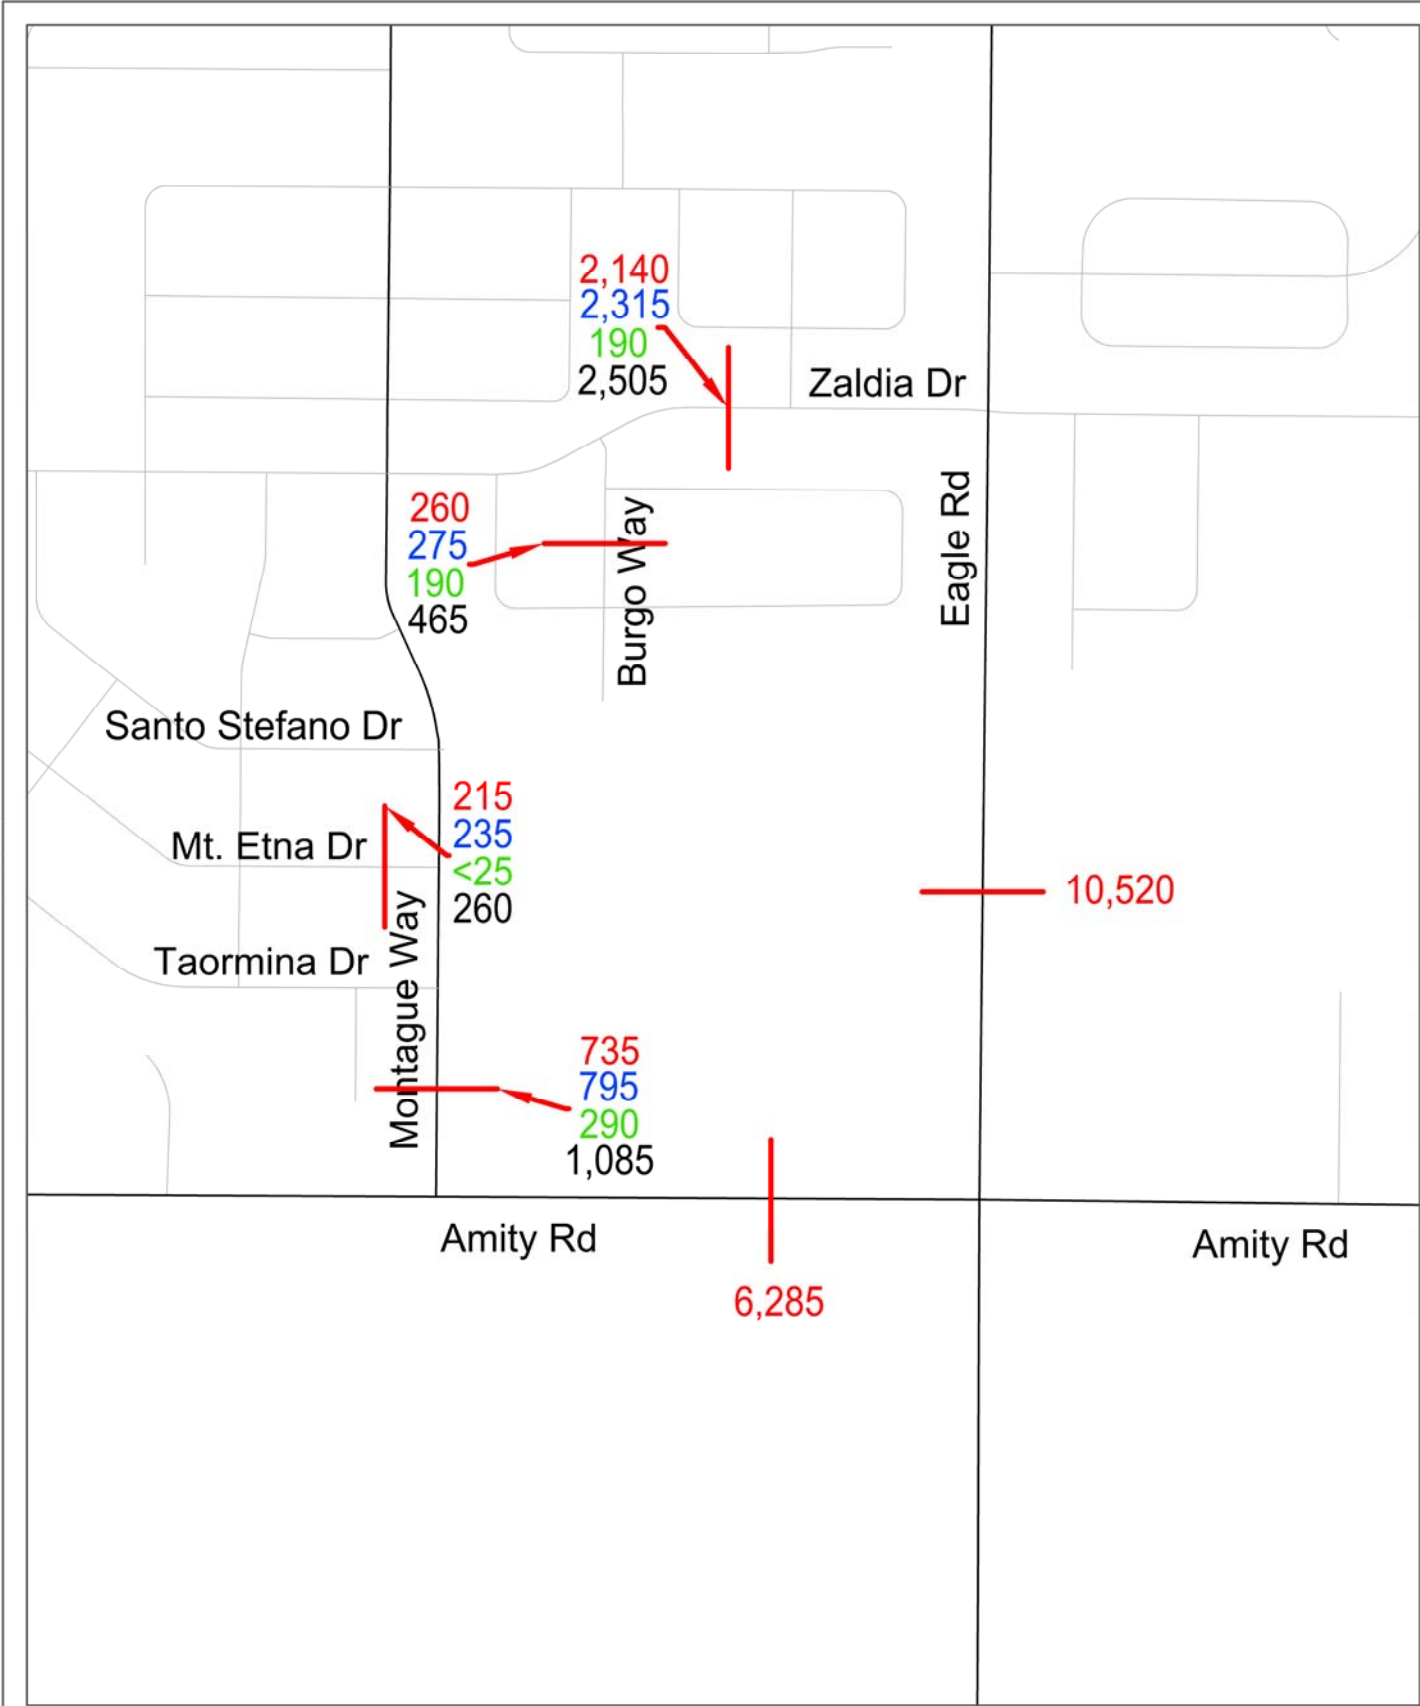 2,140
2,315
190
2,505
Zaldia Dr
260
275
190
465
Burgo Way
Eagle Rd
Santo Stefano Dr
215
235
<25
260
Mt. Etna Dr
10,520
Taormina Dr
Montague Way
735
795
290
1,085
Amity Rd
Amity Rd
6,285